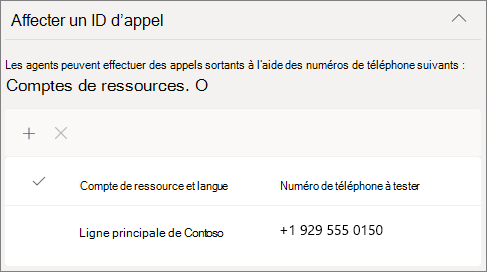 Affecter un ID d’appel
Les agents peuvent effectuer des appels sortants à l’aide des numéros de téléphone suivants :
Comptes de ressources. O
Compte de ressource et langue Numéro de téléphone à tester
Ligne principale de Contoso +1 929 555 0150